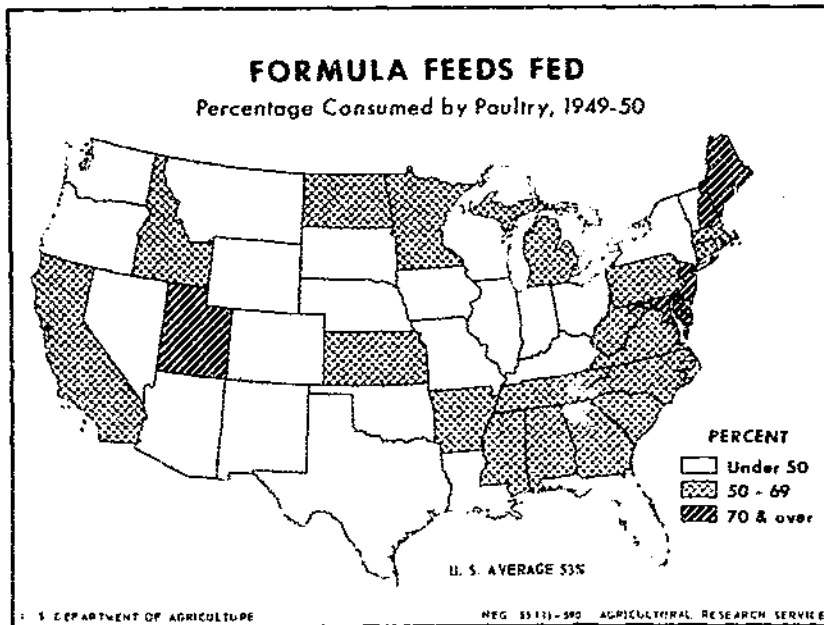 FORMULA FEEDS FED
Percentage Consumed by Poultry, 1949-50
PERCENT
Under 50
50 - 69
70 & over
U. S. AVERAGE 53%
S DEPARTMENT OF AGRICULTURE
NEG. AGRICULTURAL RESEARCH SERVICE